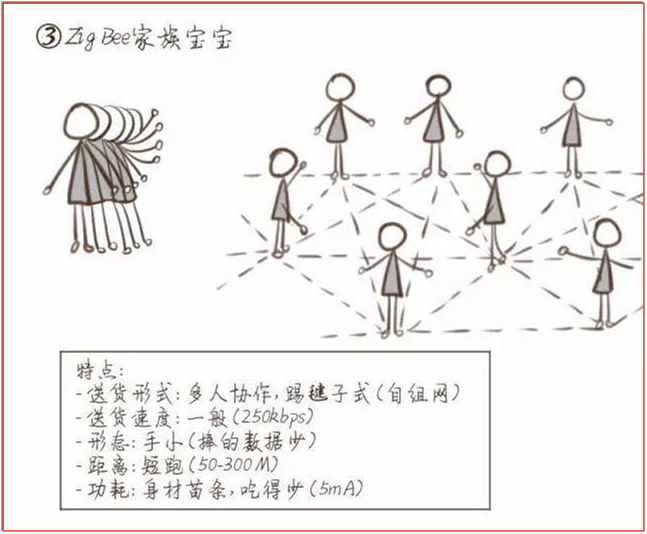 ③ZigBee家族宝宝
特点:
-送货形式:多人协作,踢毽子式(自组网)
-送货速度:一般(250kbps)
-形态:手小(捧的数据少)
-距离:短跑(50-300M)
-功耗:身材苗条,吃得少(5mA)